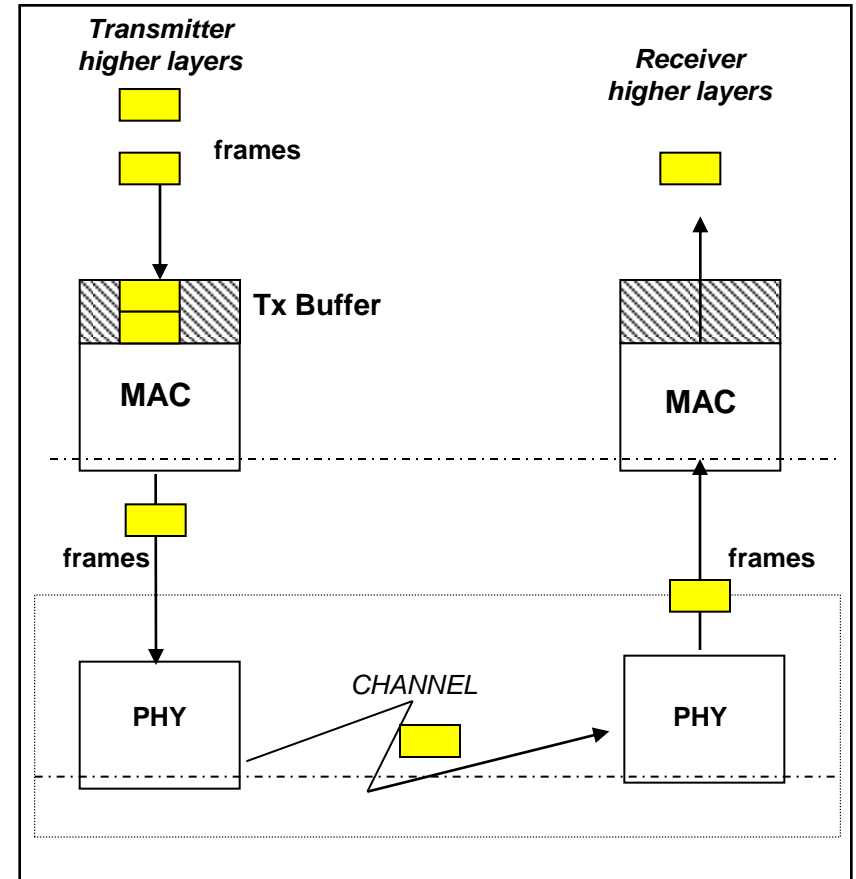 Transmitter
higher layers
Receiver
higher layers
frames
Tx Buffer
MAC
MAC
frames
frames
CHANNEL
PHY
PHY